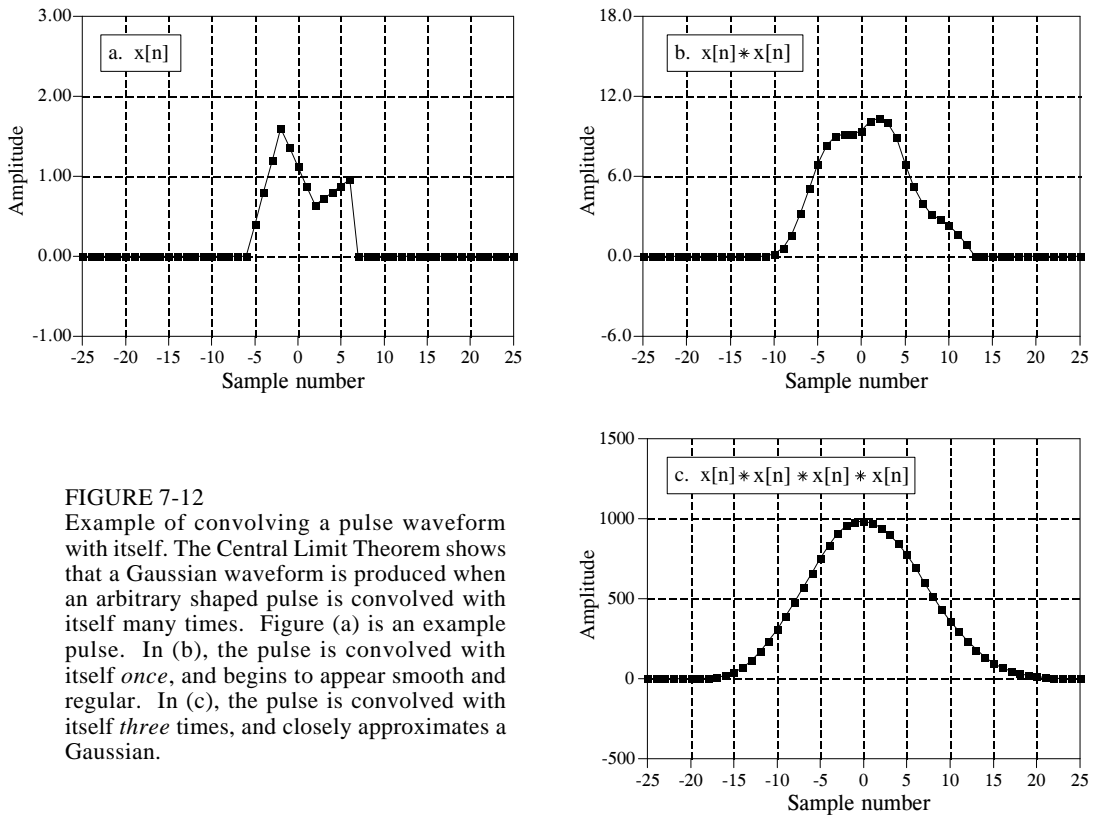 3.00
2.00
1.00
0.00
-1.00
-25 -20 -15 -10 -5 0 5 10 15 20 25
Sample number
Amplitude
a. x[n]
18.0
12.0
6.0
0.0
-6.0
-25 -20 -15 -10 -5 0 5 10 15 20 25
Sample number
Amplitude
b. x[n]∗x[n]
FIGURE 7-12
Example of convolving a pulse waveform
with itself. The Central Limit Theorem shows
that a Gaussian waveform is produced when
an arbitrary shaped pulse is convolved with
itself many times. Figure (a) is an example
pulse. In (b), the pulse is convolved with
itself once, and begins to appear smooth and
regular. In (c), the pulse is convolved with
itself three times, and closely approximates a
Gaussian.
1500
1000
500
0
-500
-25 -20 -15 -10 -5 0 5 10 15 20 25
Sample number
Amplitude
c. x[n]∗x[n] ∗x[n] ∗ x[n]